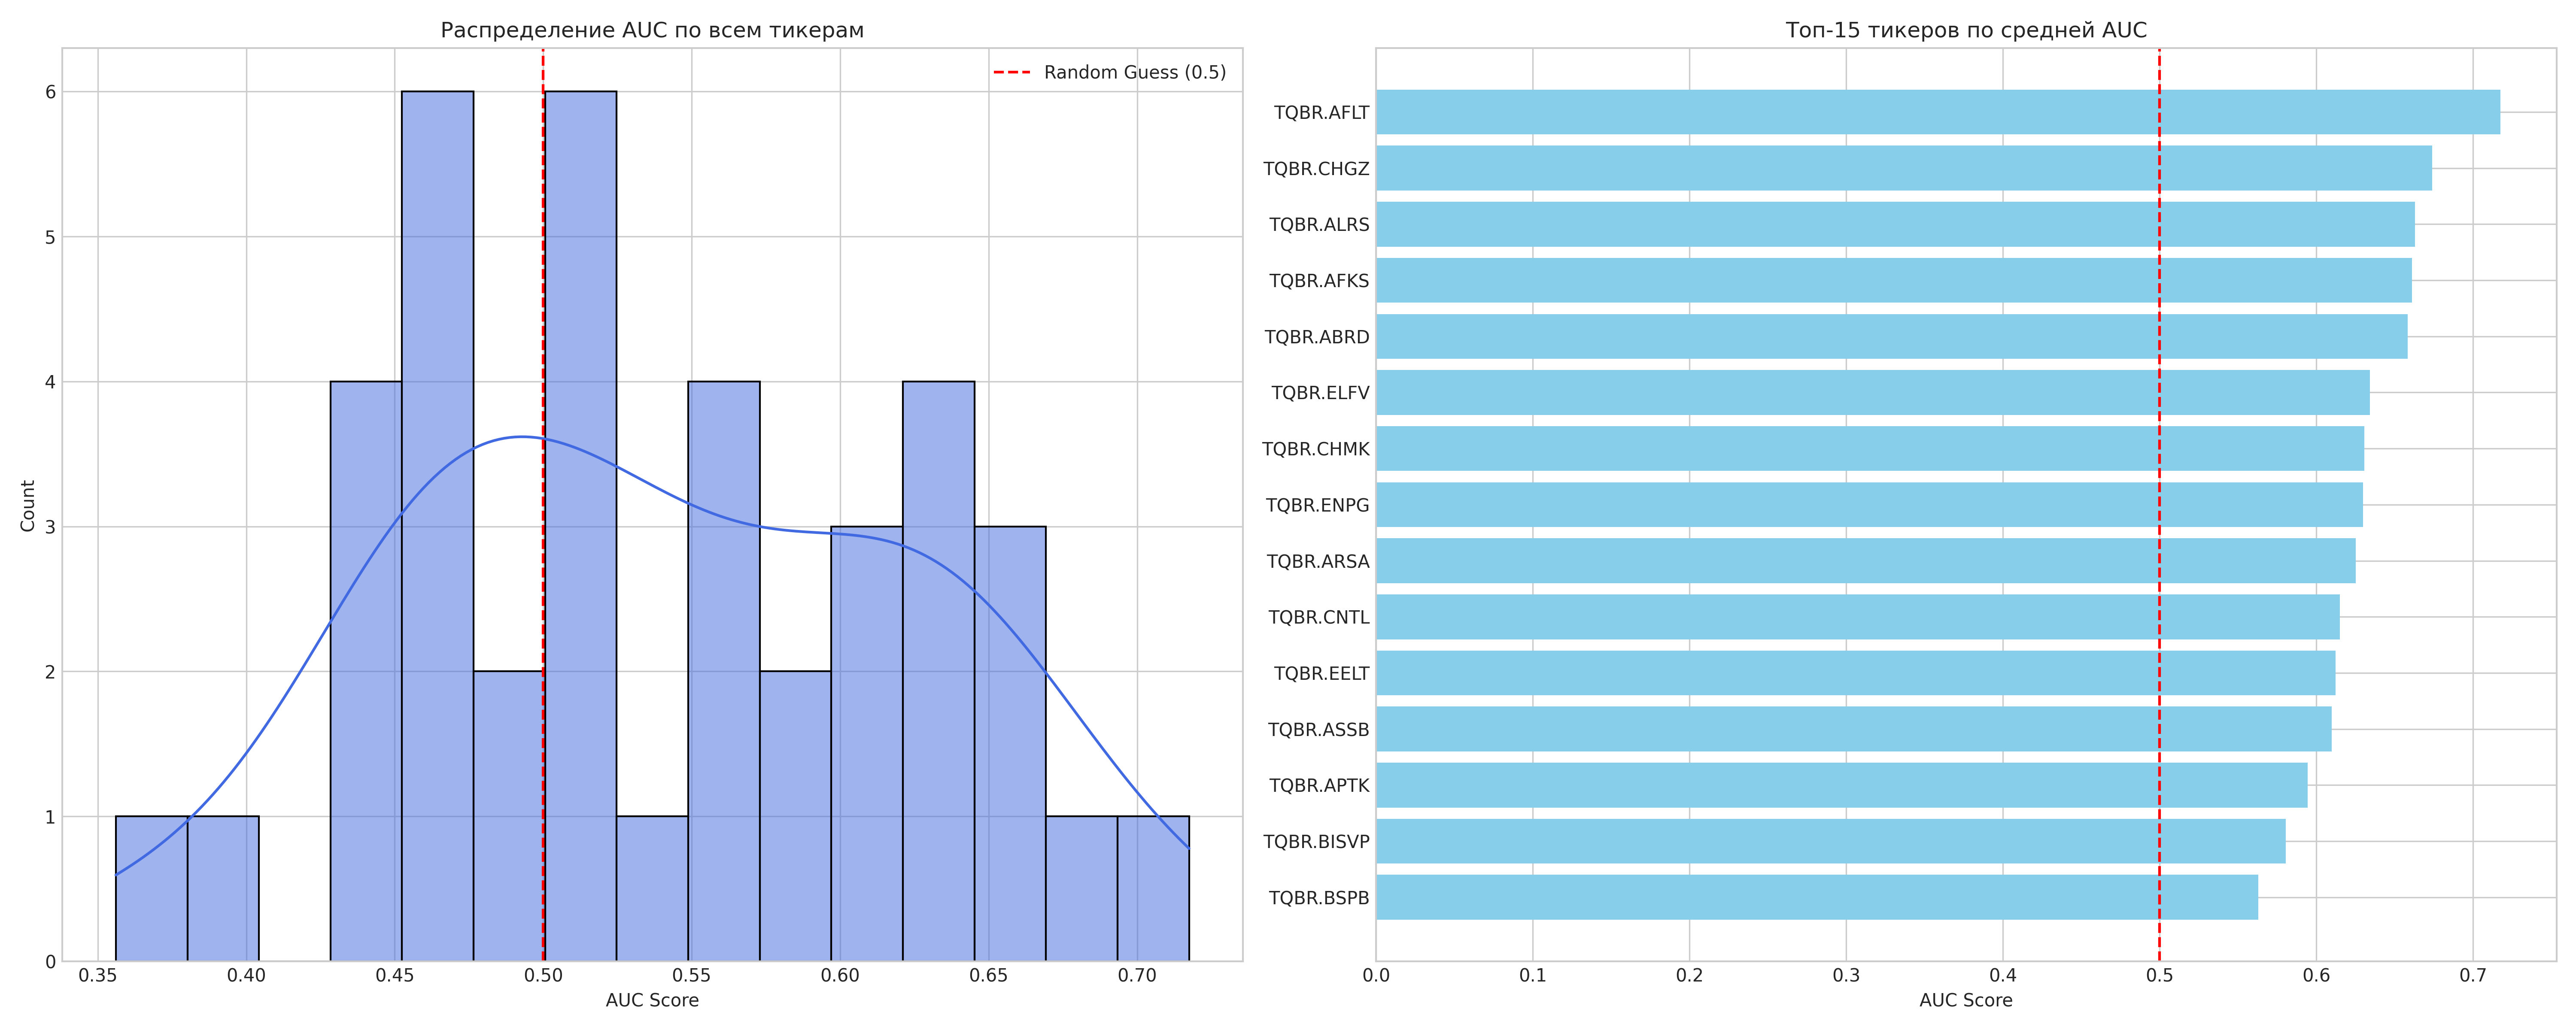 Распределение AUC по всем тикерам
Random Guess (0.5)
6
5
4
3
2
1
0
Count
0.35 0.40 0.45 0.50 0.55 0.60 0.65 0.70
AUC Score
Топ-15 тикеров по средней AUC
TQBR.AFLT
TQBR.CHGZ
TQBR.ALRS
TQBR.AFKS
TQBR.ABRD
TQBR.ELFV
TQBR.CHMK
TQBR.ENPG
TQBR.ARSA
TQBR.CNTL
TQBR.EELT
TQBR.ASSB
TQBR.APTK
TQBR.BISVP
TQBR.BSPB
0.0 0.1 0.2 0.3 0.4 0.5 0.6 0.7
AUC Score